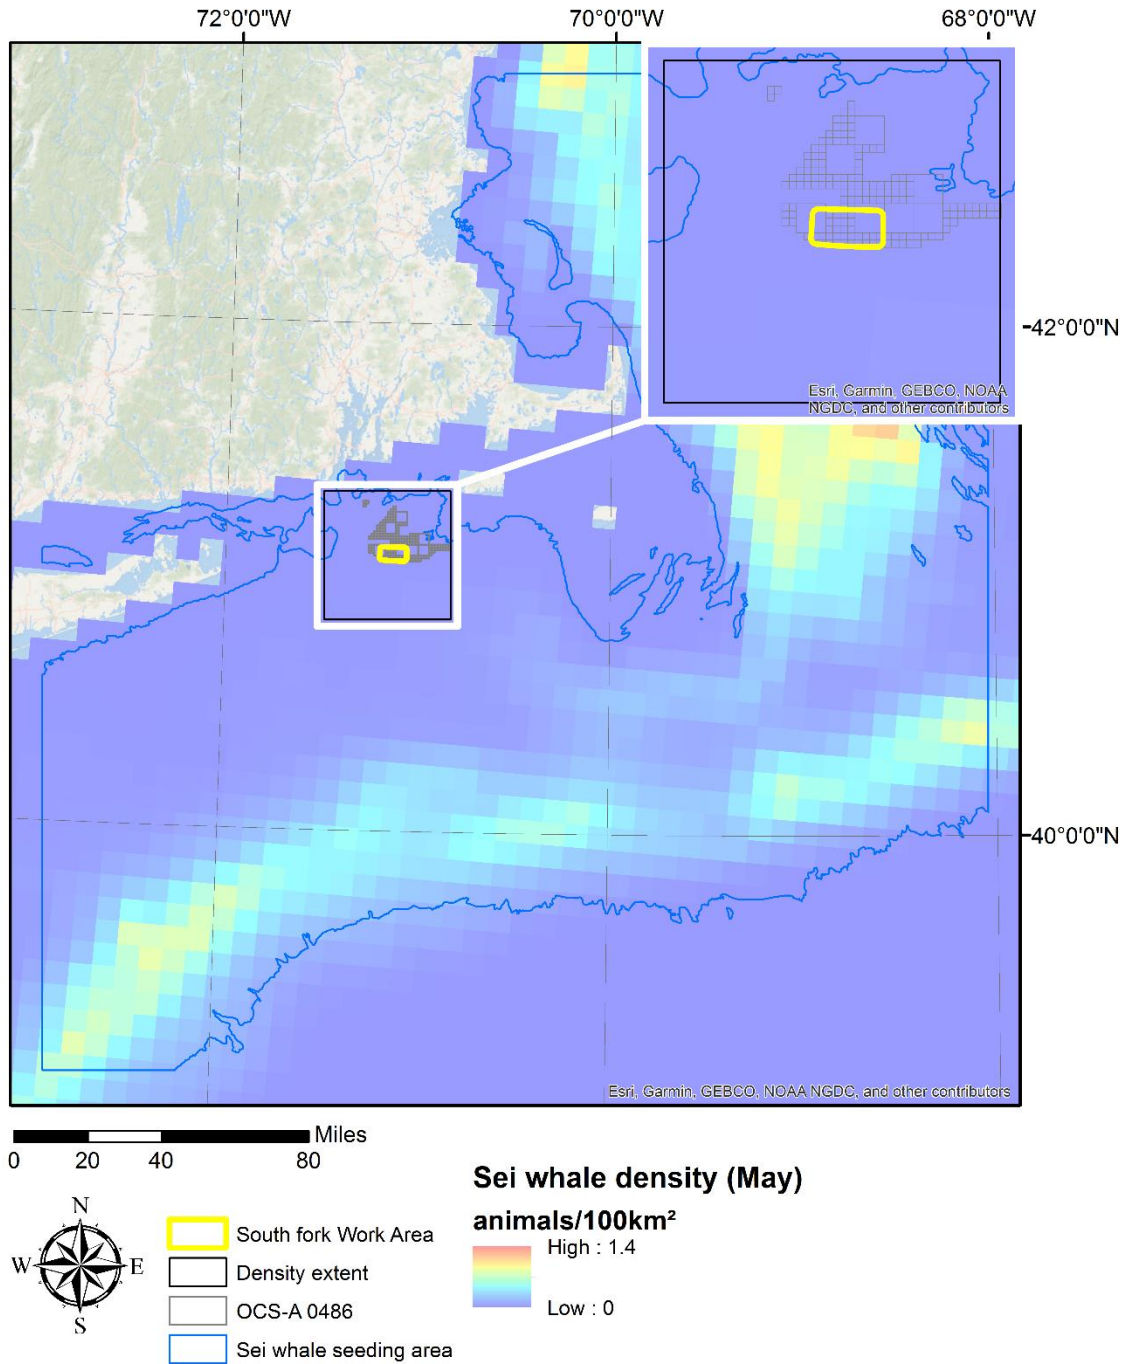 72°0'0"W
70°0'0"W
68°0'0"W
42°0'0"N
Esri, Garmin, GEBCO, NOAA
NGDC, and other contributors
40°0'0"N
Esri, Garmin, GEBCO, NOAA NGDC, and other contributors
Miles
0 20 40 80
N
W E
S
South fork Work Area
Density extent
OCS-A 0486
Sei whale seeding area
Sei whale density (May)
animals/100km²
High : 1.4
Low : 0